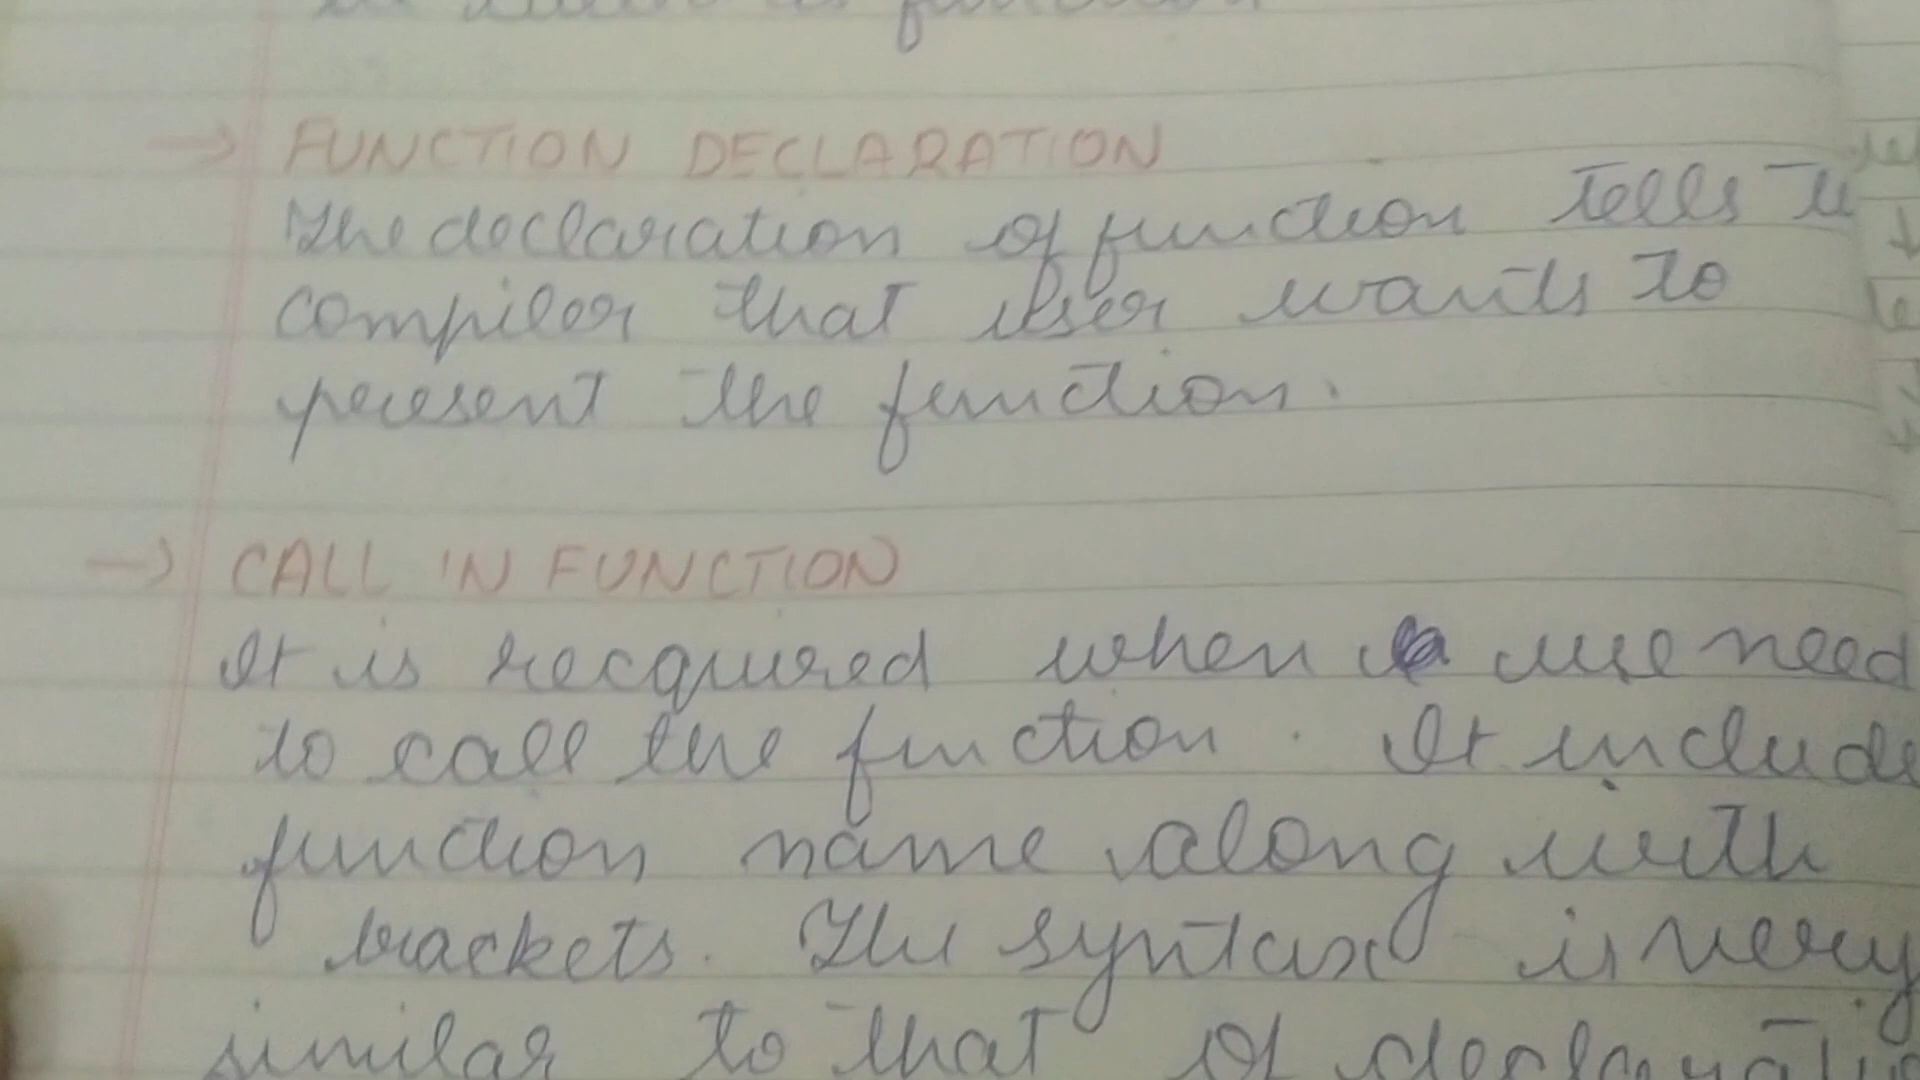 → FUNCTION DECLARATION
The declaration of function tells
compiler that user wants to
present the function.
→ CALL IN FUNCTION
It is recquired when we need
to call the function. It include
function name along with
brackets. The syntax is very
similar to that of